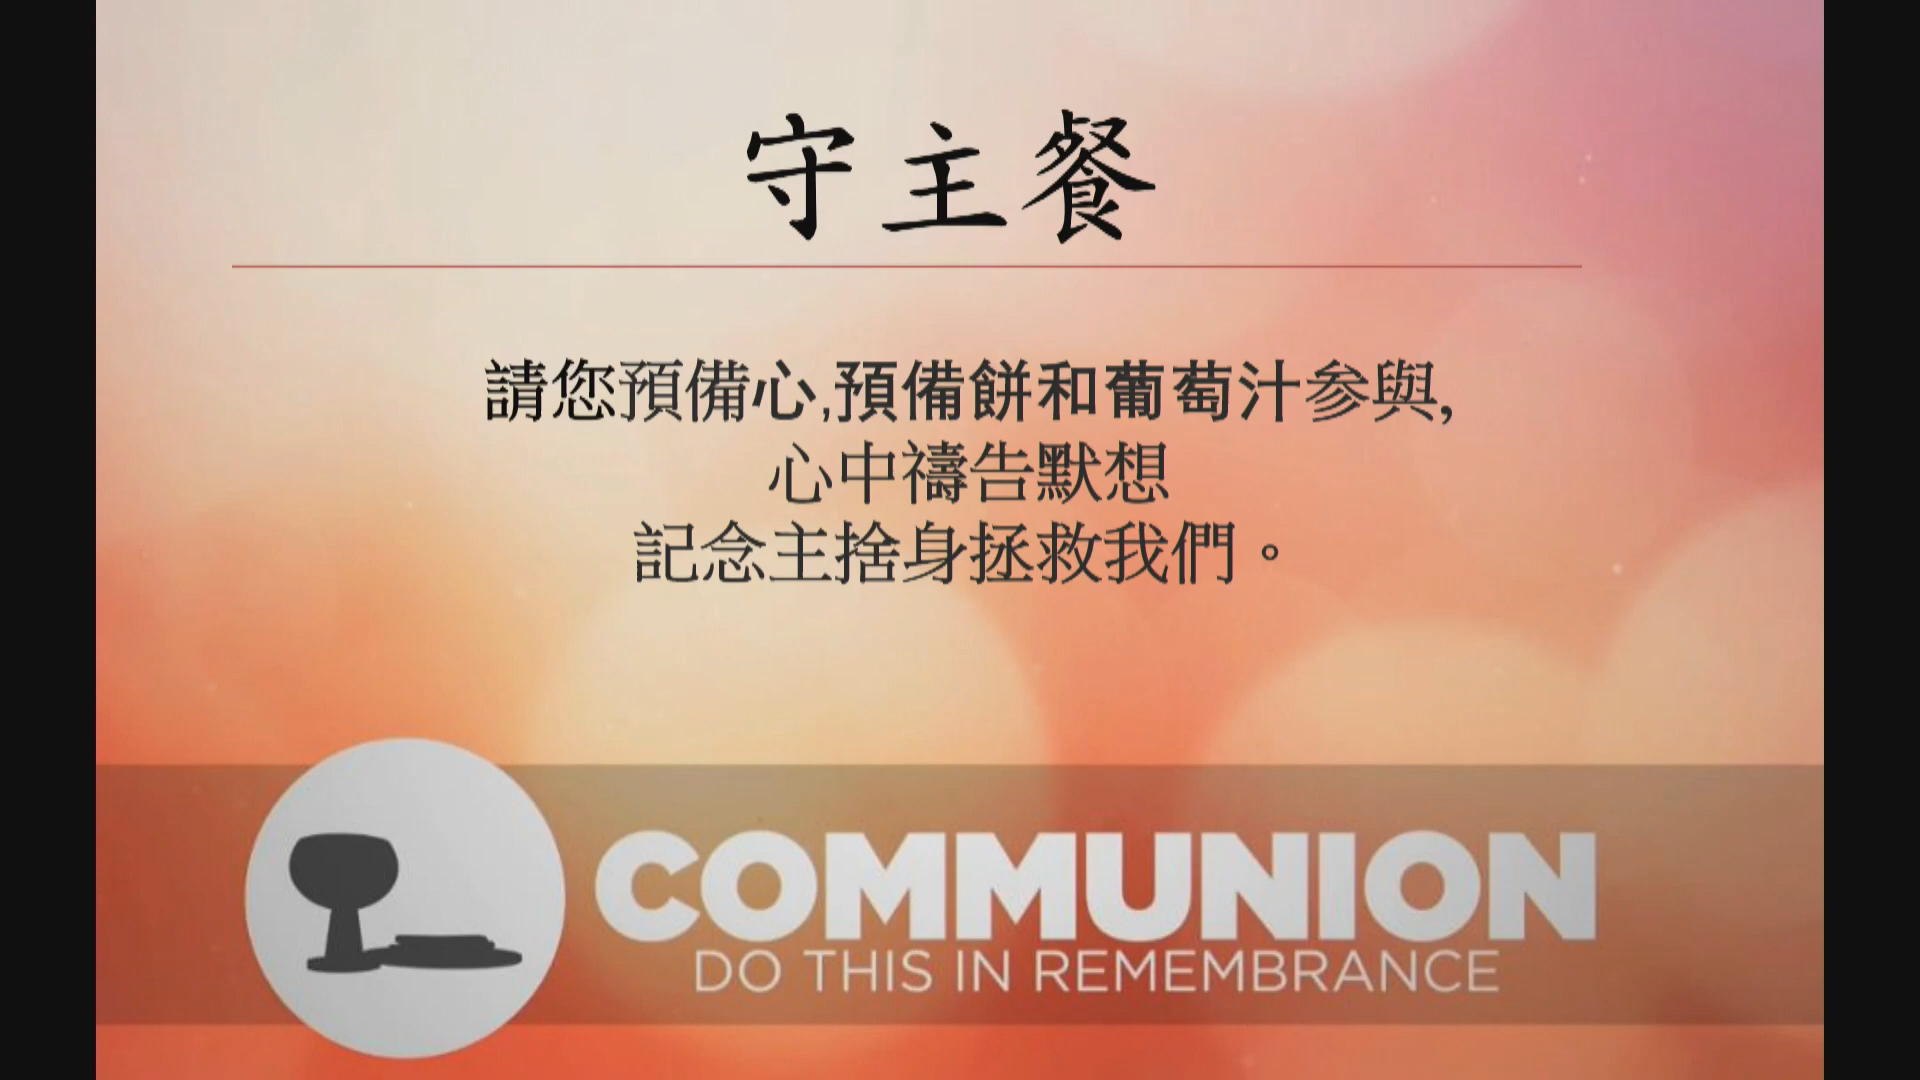 守主餐
請您預備心,預備餅和葡萄汁参與,
心中禱告默想
記念主捨身拯救我們。
COMMUNION
DO THIS IN REMEMBRANCE